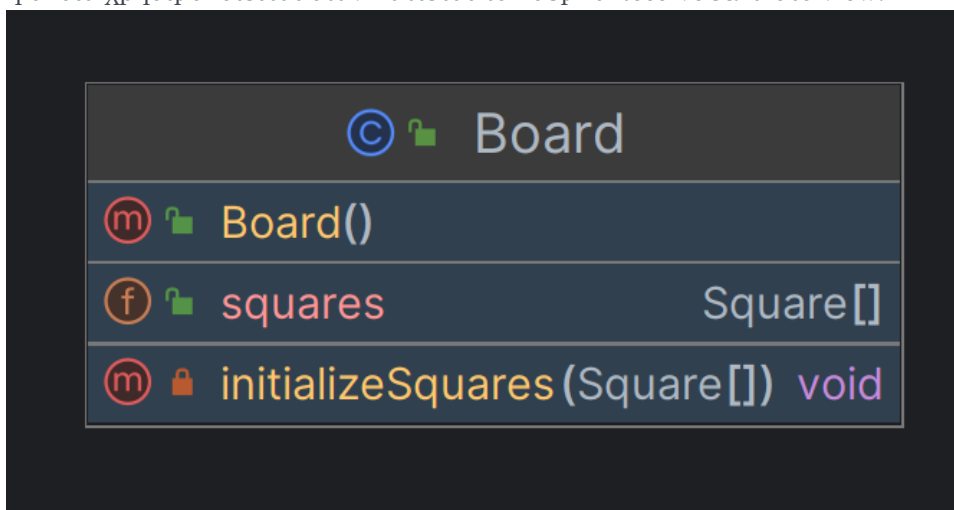 C Board
m Board()
f squares Square[]
m initializeSquares(Square[]) void